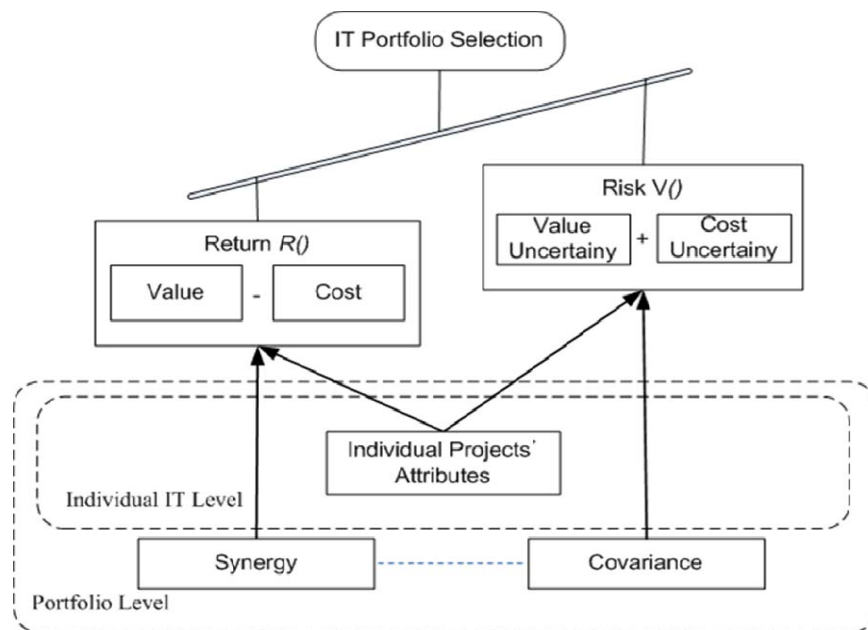 IT Portfolio Selection
Risk V()
Value
Uncertainy
+
Cost
Uncertainy
Return R()
Value
-
Cost
Individual Projects'
Attributes
Individual IT Level
Synergy
Covariance
Portfolio Level